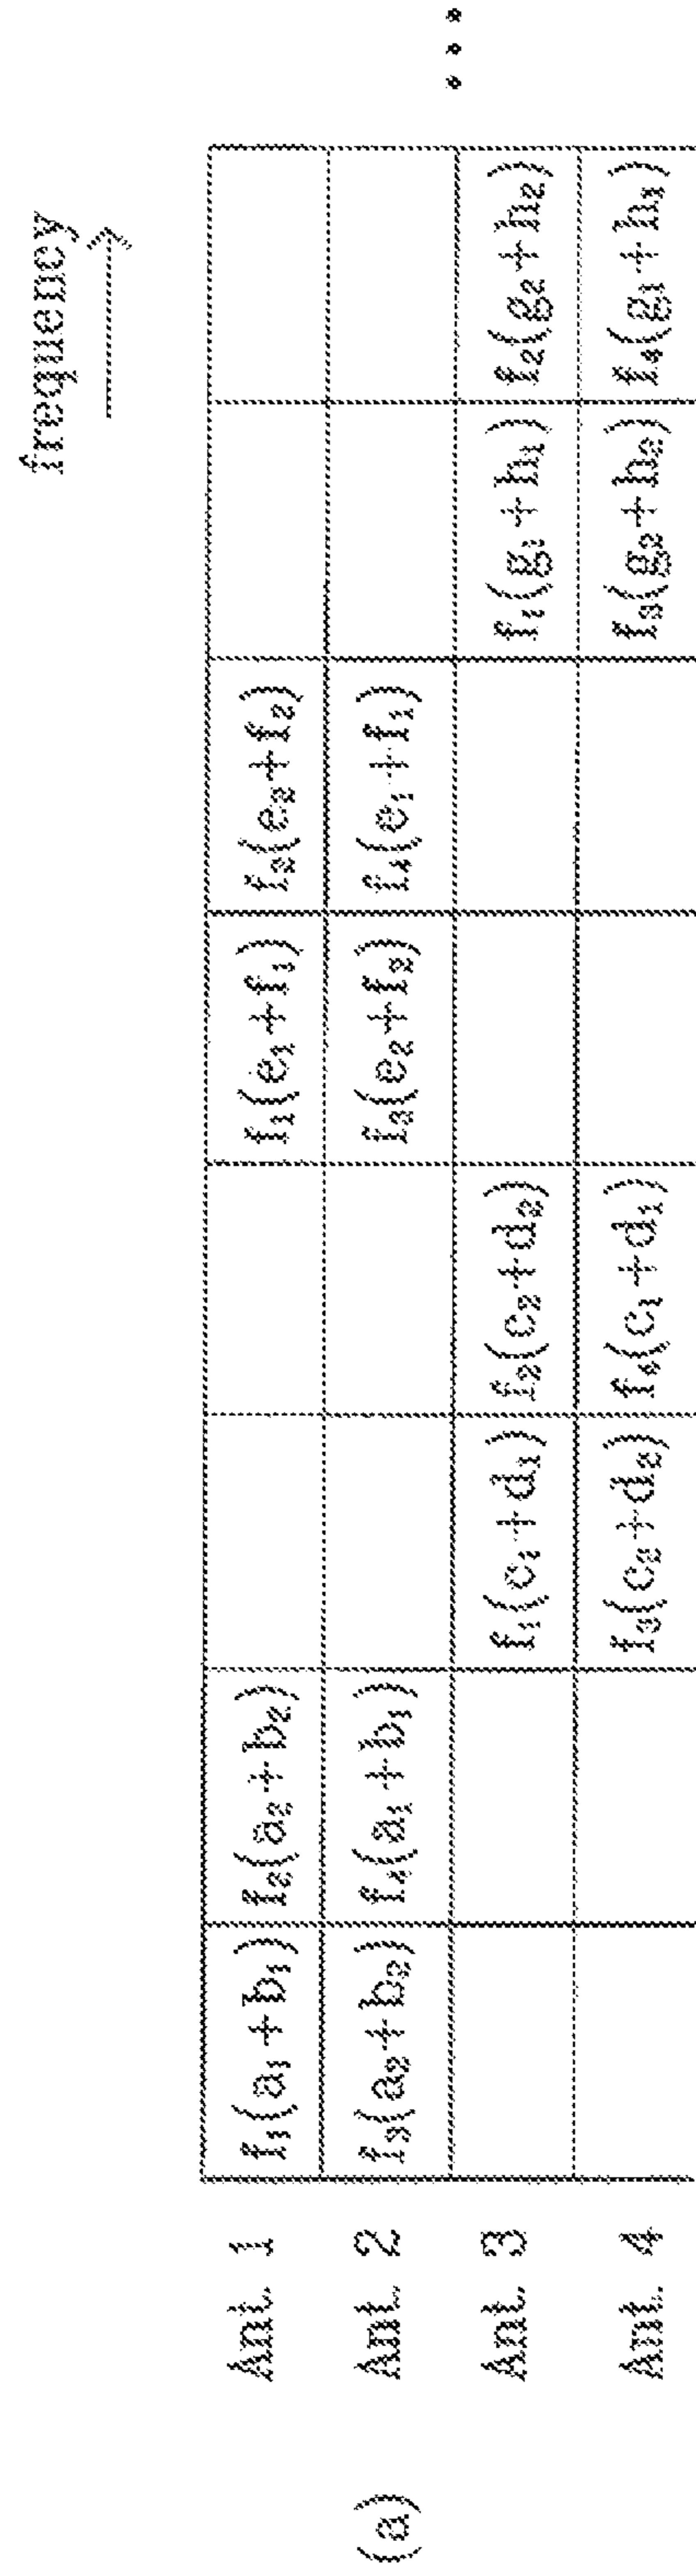 frequency
Ant. 1 f₁(a₁+b₁) f₂(a₂+b₂) f₁(e₁+f₁) f₂(e₂+f₂)
Ant. 2 f₃(a₂+b₂) f₄(a₁+b₁) f₃(e₂+f₂) f₄(e₁+f₁)
(a)
Ant. 3 f₁(c₁+d₁) f₂(c₂+d₂) f₁(g₁+h₁) f₂(g₂+h₂) ...
Ant. 4 f₃(c₂+d₂) f₄(c₁+d₁) f₃(g₂+h₂) f₄(g₁+h₁)